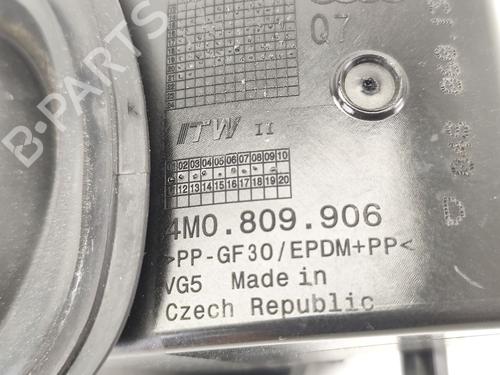 Q7
ITW II
01 02 03 04 05 06 07 08 09 10
11 12 13 14 15 16 17 18 19 20
4M0.809.906
>PP-GF30/EPDM+PP<
VG5 Made in
Czech Republic
B-PARTS